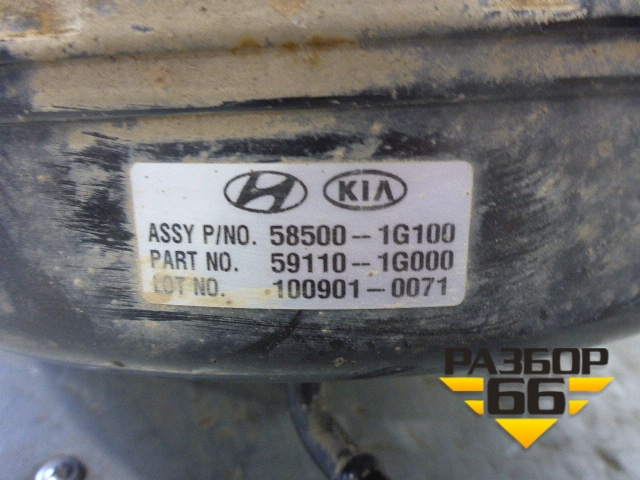 KIA
ASSY P/NO. 58500--1G100
PART NO. 59110--1G000
LOT NO. 100901-0071
РАЗБОР
66